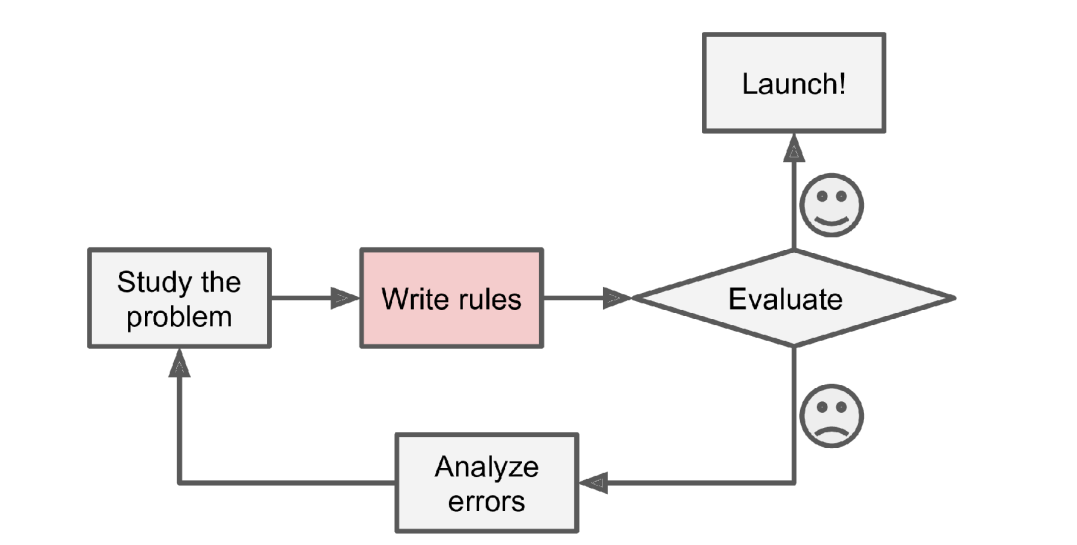 Launch!
Study the
problem
Write rules
Evaluate
Analyze
errors